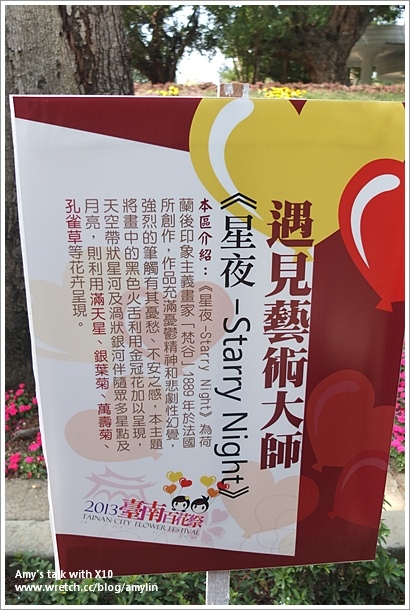 遇見藝術大師
《星夜 -Starry Night》
本區介紹：《星夜-Starry Night》為荷
蘭後印象主義畫家「梵谷」1889 年於法國
所創作，作品充滿憂鬱精神和悲劇性幻覺，
強烈的筆觸有其憂愁、不安之感，本主題
將畫中的黑色火舌利用金冠花加以呈現，
天空帶狀星河及渦狀銀河伴隨眾多星點及
月亮，則利用滿天星、銀葉菊、萬壽菊、
孔雀草等花卉呈現。
2013 臺南百花祭
TAINAN CITY FLOWER FESTIVAL
Amy's talk with X10
www.wretch.cc/blog/amylin